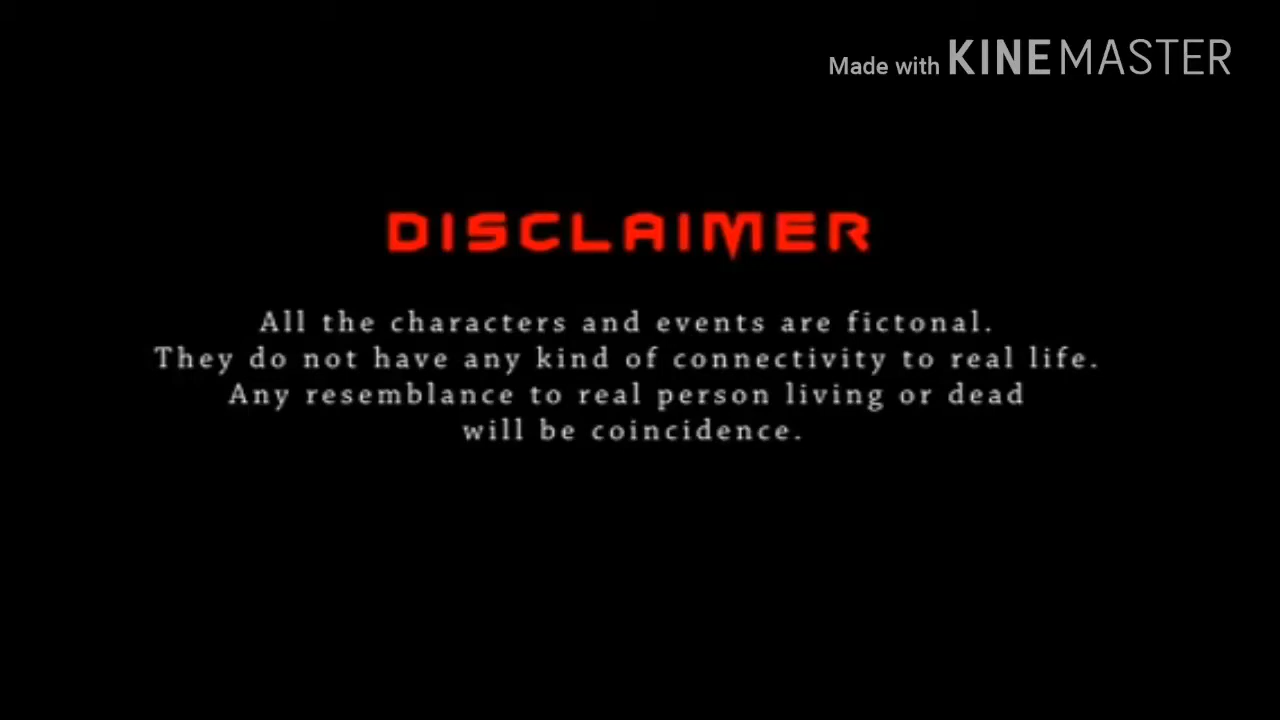 Made with KINEMASTER
DISCLAIMER
All the characters and events are fictonal.
They do not have any kind of connectivity to real life.
Any resemblance to real person living or dead
will be coincidence.